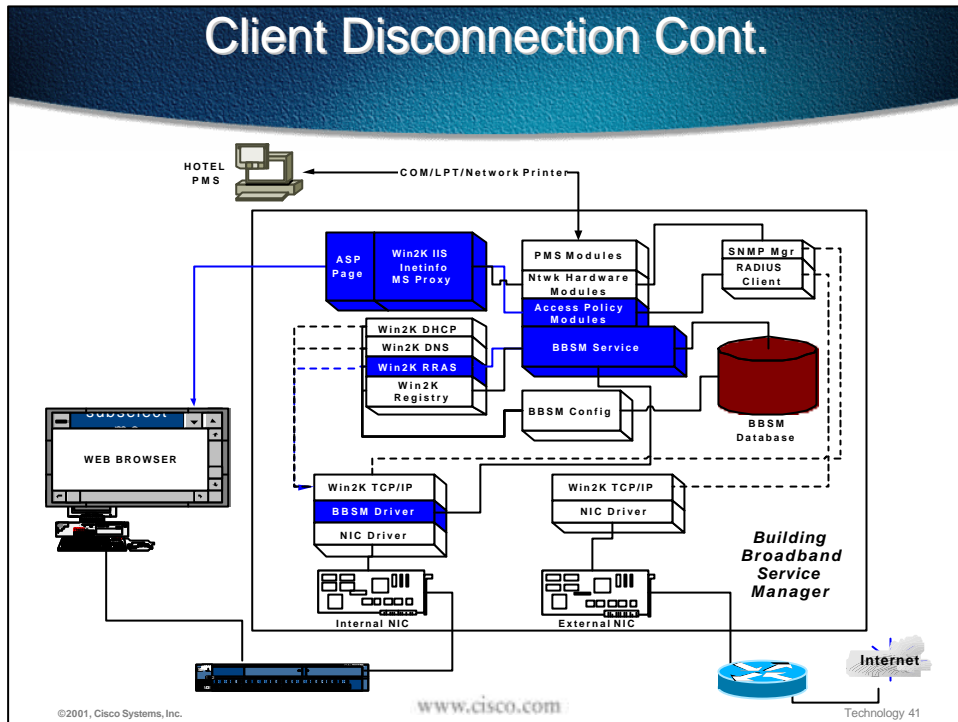 Client Disconnection Cont.
HOTEL
PMS
COM/LPT/Network Printer
ASP
Page
Win2K IIS
Inetinfo
MS Proxy
PMS Modules
Ntwk Hardware
Modules
Access Policy
Modules
BBSM Service
SNMP Mgr
RADIUS
Client
Win2K DHCP
Win2K DNS
Win2K RRAS
Win2K
Registry
BBSM Config
BBSM
Database
subselect
WEB BROWSER
Win2K TCP/IP
BBSM Driver
NIC Driver
Win2K TCP/IP
NIC Driver
Building
Broadband
Service
Manager
Internal NIC
External NIC
Internet
©2001, Cisco Systems, Inc.
www.cisco.com
Technology 41